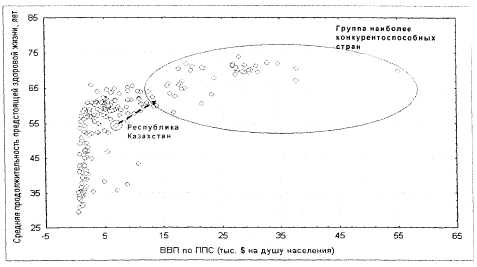 Средняя продолжительность предстоящей здоровой жизни, лет
85
75
65
55
45
35
25
-5
5
15
25
35
45
55
65
Группа наиболее
конкурентоспособных
стран
Республика
Казахстан
ВВП по ППС (тыс. $ на душу населения)